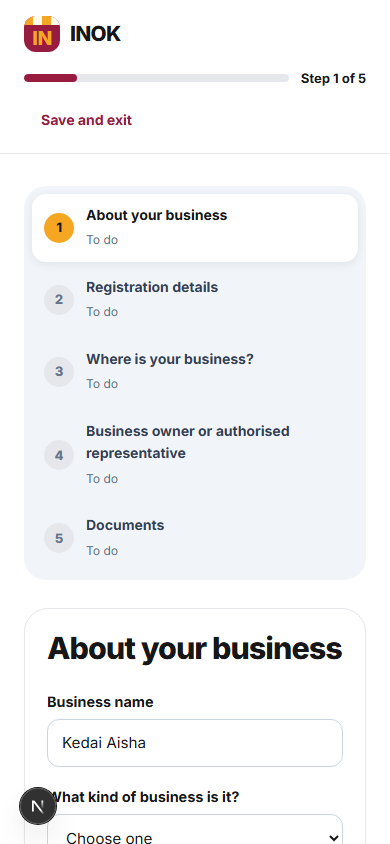 IN INOK
Step 1 of 5
Save and exit
1 About your business
To do
2 Registration details
To do
3 Where is your business?
To do
4 Business owner or authorised
representative
To do
5 Documents
To do
About your business
Business name
Kedai Aisha
What kind of business is it?
N
Choose one